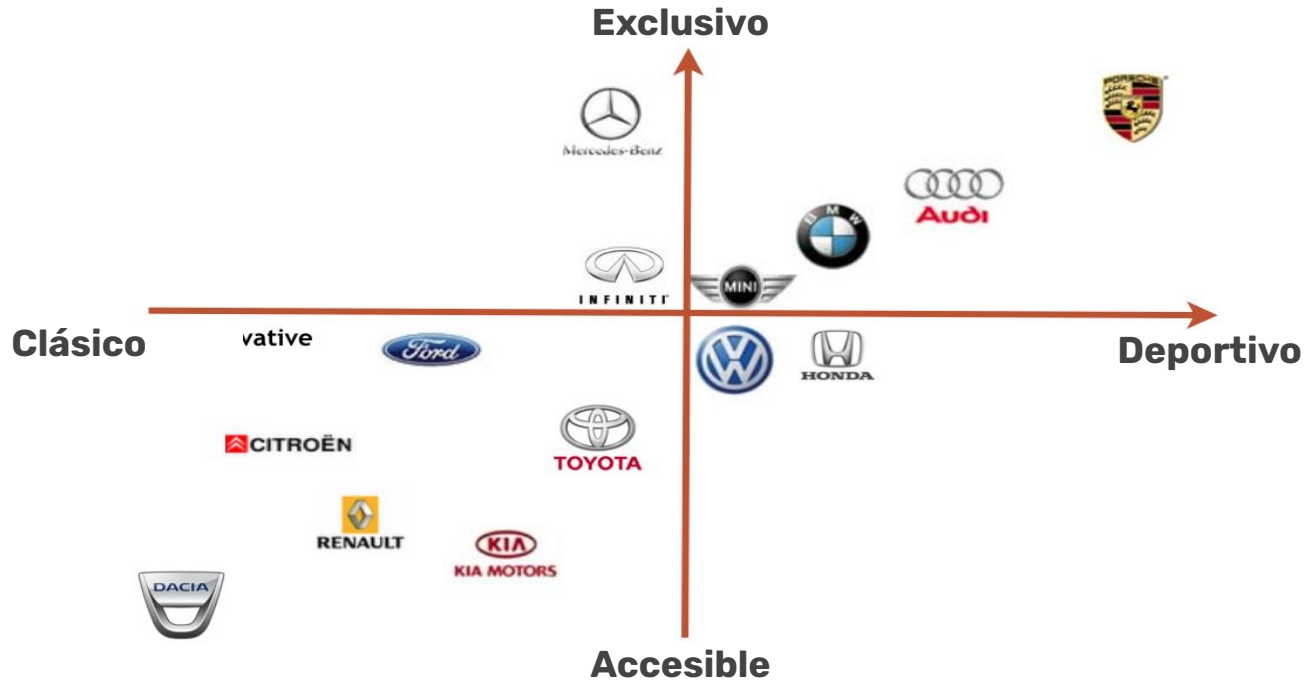 Exclusivo
PORSCHE
Mercedes-Benz
Audi
BMW
INFINITI
MINI
Clásico
vative
Ford
HONDA
Deportivo
CITROËN
TOYOTA
RENAULT
KIA
KIA MOTORS
DACIA
Accesible